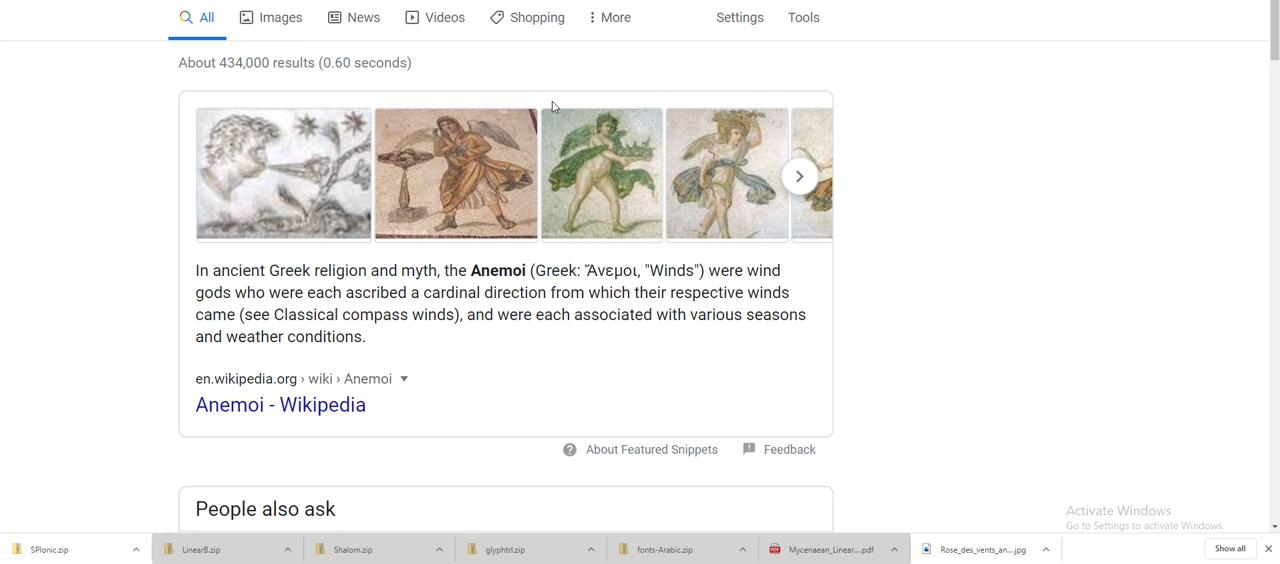 All Images News Videos Shopping More Settings Tools
About 434,000 results (0.60 seconds)
In ancient Greek religion and myth, the Anemoi (Greek: Ἄνεμοι, "Winds") were wind
gods who were each ascribed a cardinal direction from which their respective winds
came (see Classical compass winds), and were each associated with various seasons
and weather conditions.
en.wikipedia.org › wiki › Anemoi
Anemoi - Wikipedia
About Featured Snippets Feedback
People also ask
Activate Windows
Go to Settings to activate Windows.
SPIonic.zip LinearB.zip Shalom.zip glyphtrl.zip fonts-Arabic.zip Mycenaean_Linear....pdf Rose_des_vents_an....jpg Show all